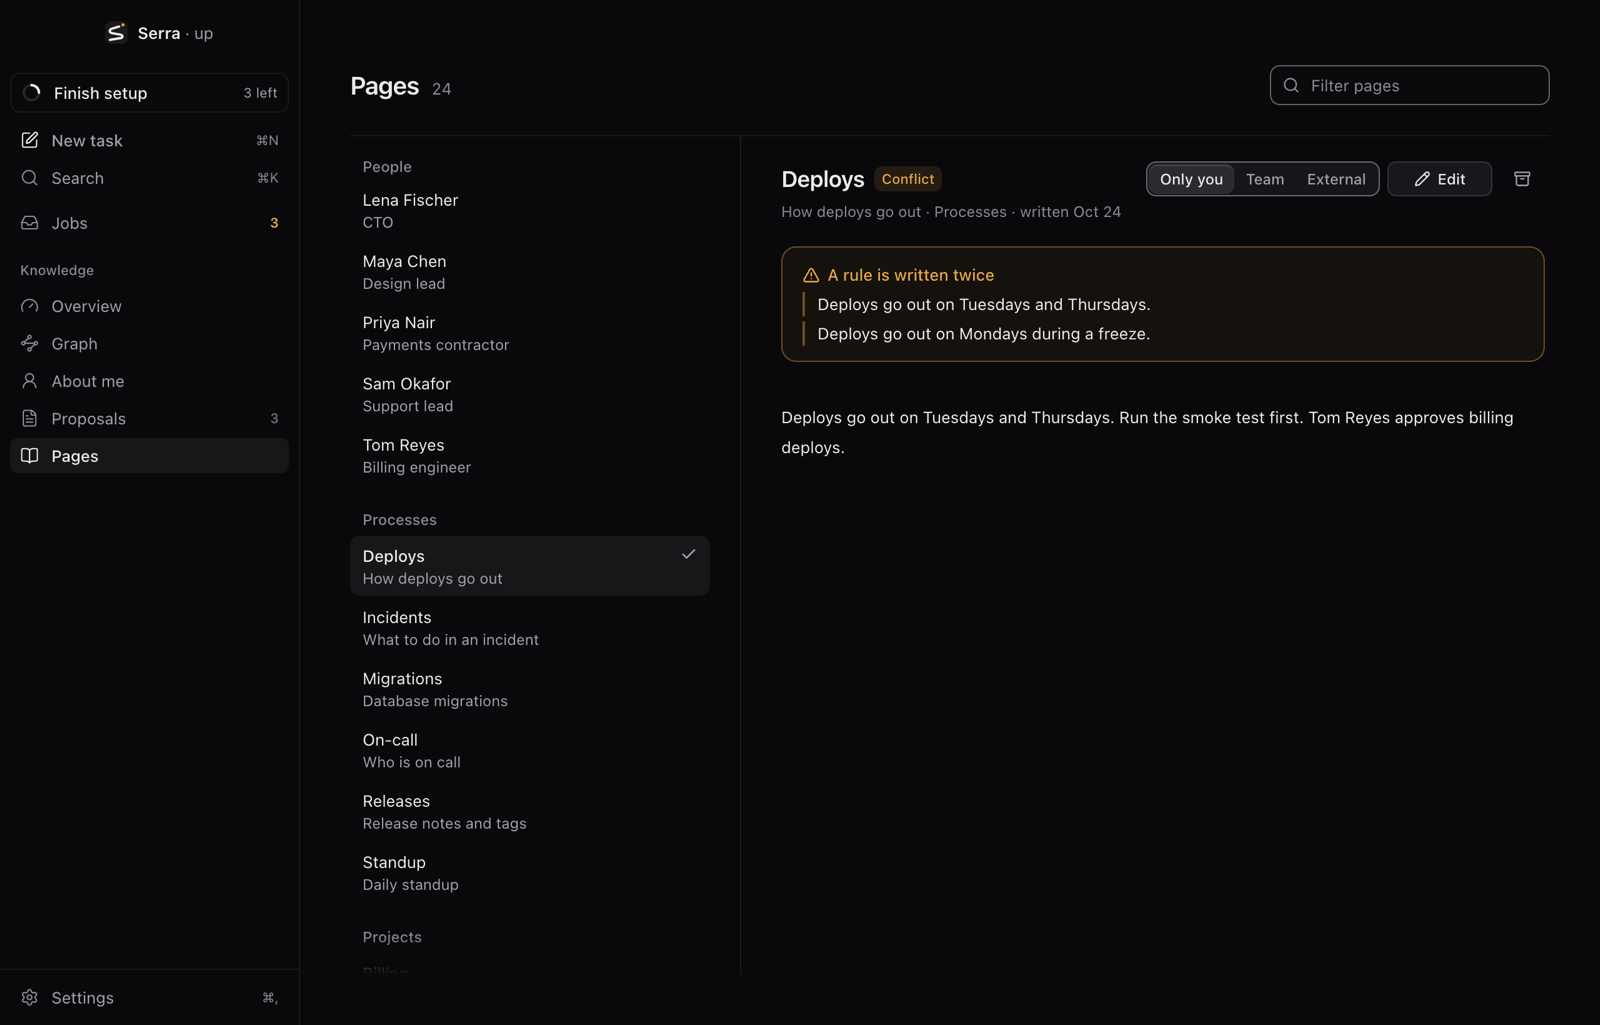 Serra · up
Finish setup 3 left
New task ⌘N
Search ⌘K
Jobs 3
Knowledge
Overview
Graph
About me
Proposals 3
Pages
Settings ⌘,
Pages 24
Filter pages
People
Lena Fischer
CTO
Maya Chen
Design lead
Priya Nair
Payments contractor
Sam Okafor
Support lead
Tom Reyes
Billing engineer
Processes
Deploys
How deploys go out
Incidents
What to do in an incident
Migrations
Database migrations
On-call
Who is on call
Releases
Release notes and tags
Standup
Daily standup
Projects
Billing
Deploys Conflict
Only you Team External
Edit
How deploys go out · Processes · written Oct 24
A rule is written twice
Deploys go out on Tuesdays and Thursdays.
Deploys go out on Mondays during a freeze.
Deploys go out on Tuesdays and Thursdays. Run the smoke test first. Tom Reyes approves billing
deploys.